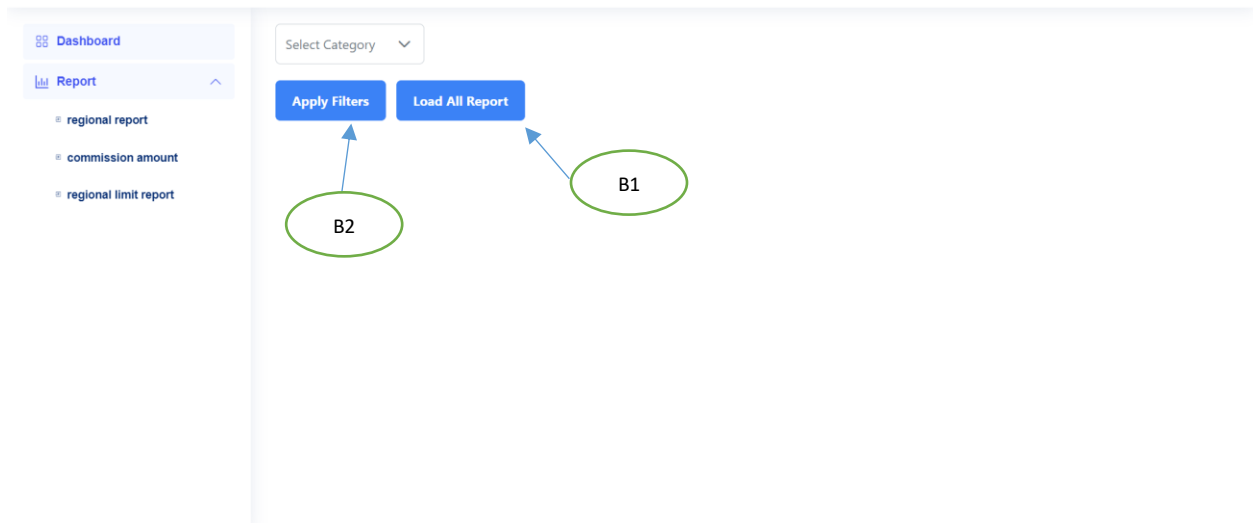 Dashboard
Report
regional report
commission amount
regional limit report
Select Category
Apply Filters
Load All Report
B1
B2